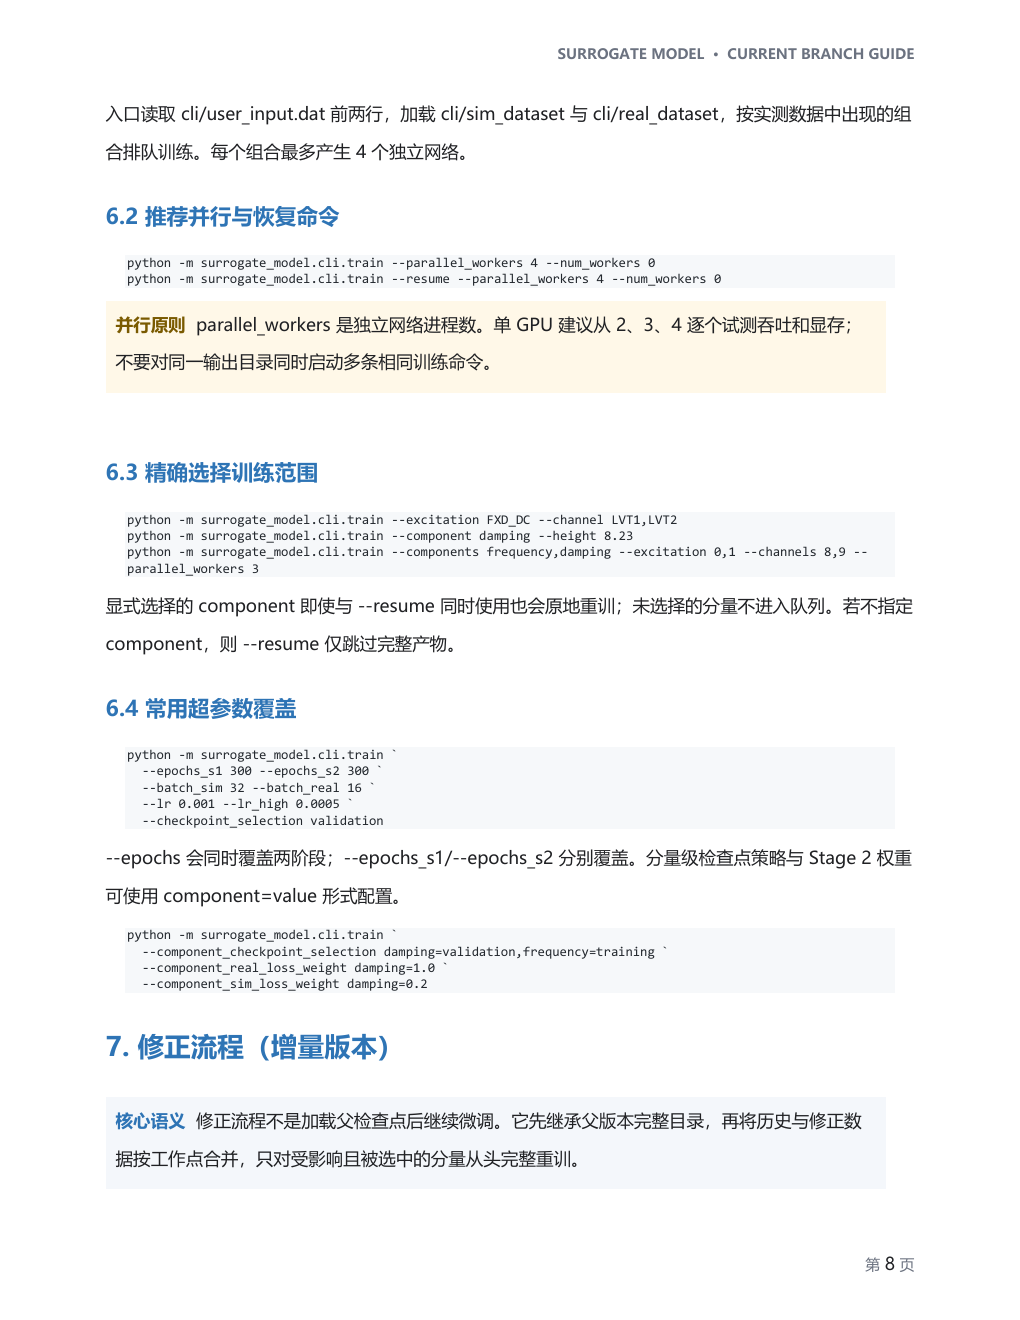 SURROGATE MODEL • CURRENT BRANCH GUIDE
入口读取 cli/user_input.dat 前两行，加载 cli/sim_dataset 与 cli/real_dataset，按实测数据中出现的组
合排队训练。每个组合最多产生 4 个独立网络。
6.2 推荐并行与恢复命令
python -m surrogate_model.cli.train --parallel_workers 4 --num_workers 0
python -m surrogate_model.cli.train --resume --parallel_workers 4 --num_workers 0
并行原则 parallel_workers 是独立网络进程数。单 GPU 建议从 2、3、4 逐个试测吞吐和显存；
不要对同一输出目录同时启动多条相同训练命令。
6.3 精确选择训练范围
python -m surrogate_model.cli.train --excitation FXD_DC --channel LVT1,LVT2
python -m surrogate_model.cli.train --component damping --height 8.23
python -m surrogate_model.cli.train --components frequency,damping --excitation 0,1 --channels 8,9 --
parallel_workers 3
显式选择的 component 即使与 --resume 同时使用也会原地重训；未选择的分量不进入队列。若不指定
component，则 --resume 仅跳过完整产物。
6.4 常用超参数覆盖
python -m surrogate_model.cli.train `
--epochs_s1 300 --epochs_s2 300 `
--batch_sim 32 --batch_real 16 `
--lr 0.001 --lr_high 0.0005 `
--checkpoint_selection validation
--epochs 会同时覆盖两阶段；--epochs_s1/--epochs_s2 分别覆盖。分量级检查点策略与 Stage 2 权重
可使用 component=value 形式配置。
python -m surrogate_model.cli.train `
--component_checkpoint_selection damping=validation,frequency=training `
--component_real_loss_weight damping=1.0 `
--component_sim_loss_weight damping=0.2
7. 修正流程（增量版本）
核心语义 修正流程不是加载父检查点后继续微调。它先继承父版本完整目录，再将历史与修正数
据按工作点合并，只对受影响且被选中的分量从头完整重训。
第 8 页